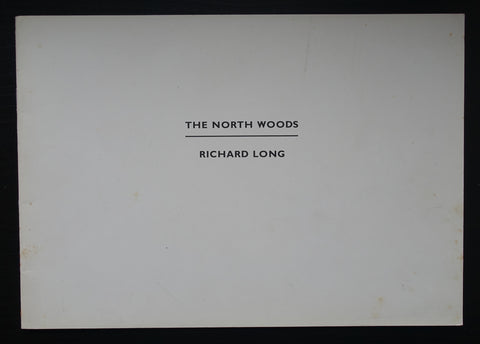 THE NORTH WOODS
RICHARD LONG